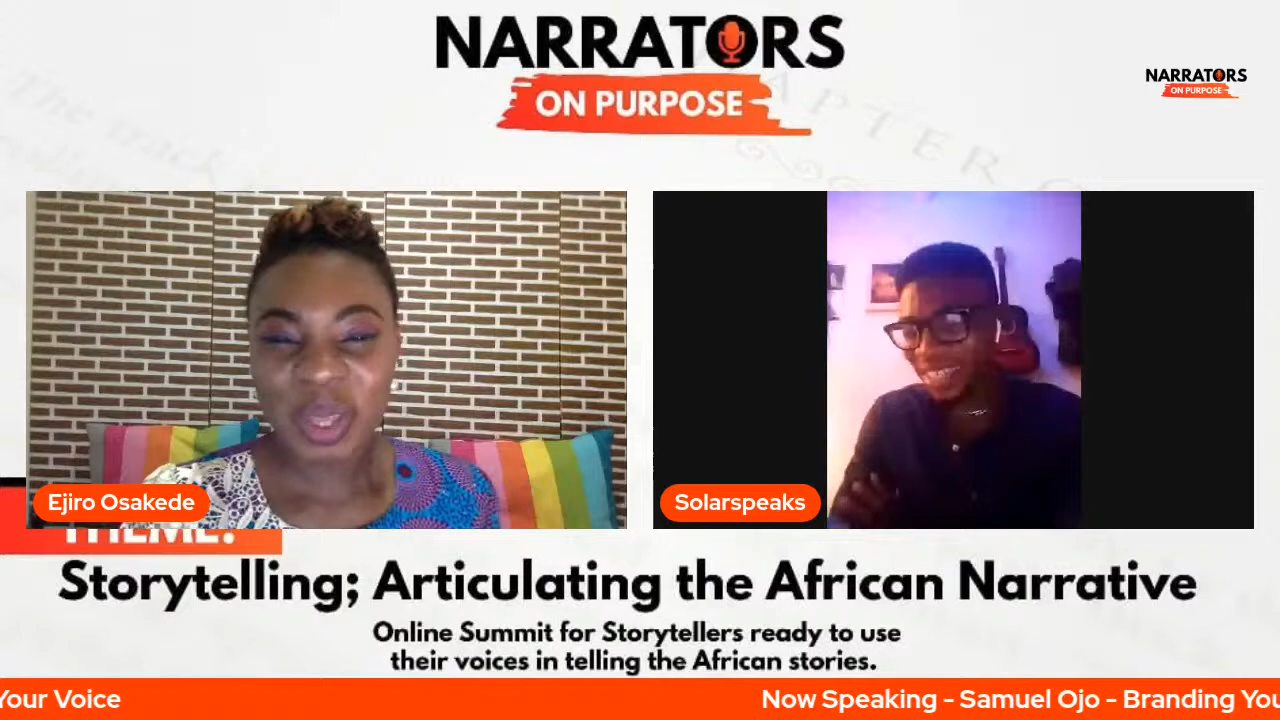 NARRATORS
ON PURPOSE
NARRATORS
ON PURPOSE
Ejiro Osakede
Solarspeaks
THEME:
Storytelling; Articulating the African Narrative
Online Summit for Storytellers ready to use
their voices in telling the African stories.
Your Voice
Now Speaking - Samuel Ojo - Branding You